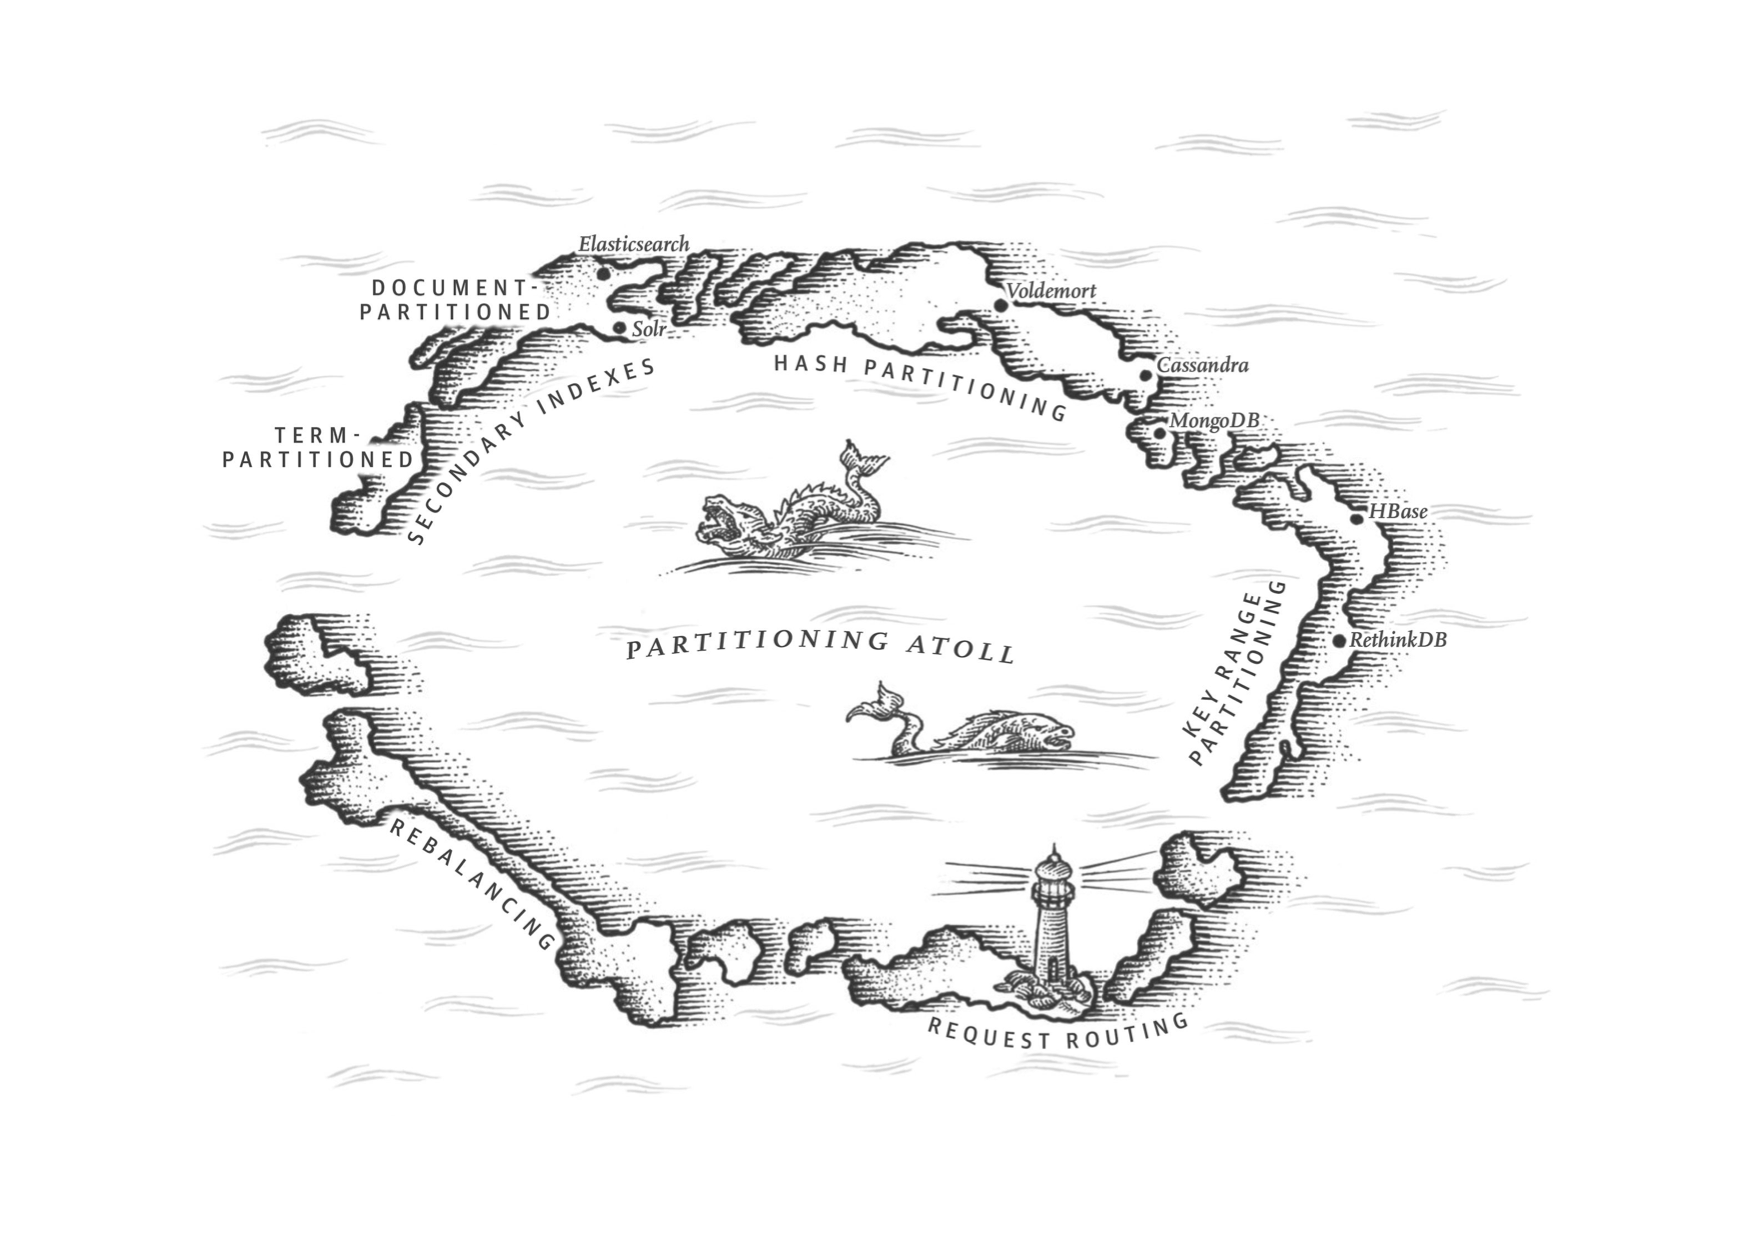 Elasticsearch
DOCUMENT-
PARTITIONED
Solr
Voldemort
HASH PARTITIONING
Cassandra
MongoDB
SECONDARY INDEXES
TERM-
PARTITIONED
HBase
PARTITIONING ATOLL
RethinkDB
KEY RANGE
PARTITIONING
REBALANCING
REQUEST ROUTING